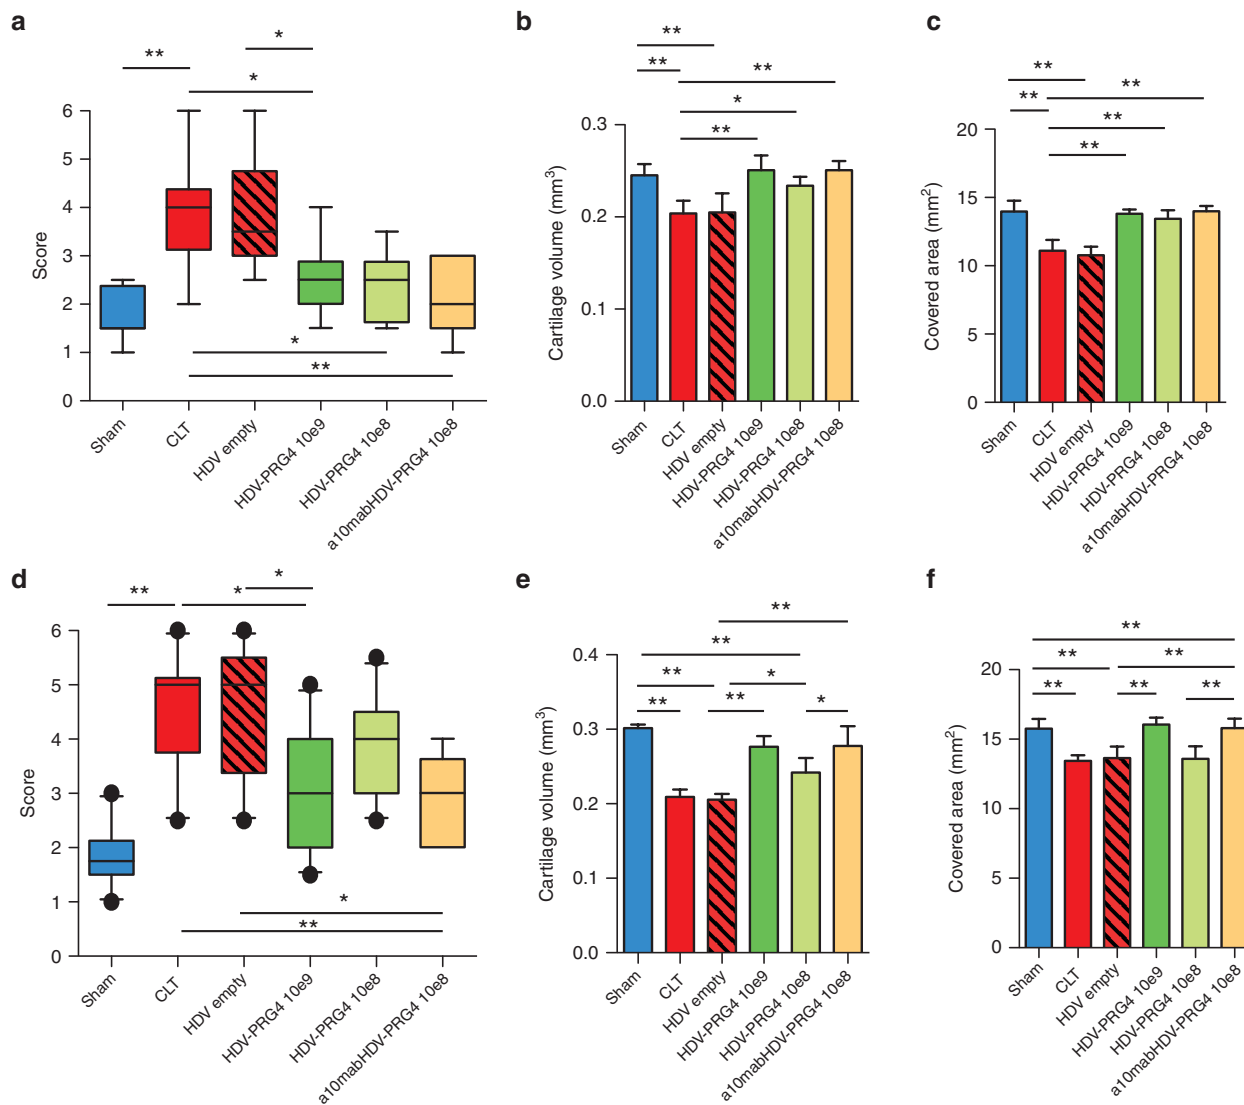 a
**
*
*
Score
6
5
4
3
2
1
0
*
**
Sham
CLT
HDV empty
HDV-PRG4 10e9
HDV-PRG4 10e8
a10mabHDV-PRG4 10e8
b
**
**
**
*
**
Cartilage volume (mm³)
0.3
0.2
0.1
0.0
Sham
CLT
HDV empty
HDV-PRG4 10e9
HDV-PRG4 10e8
a10mabHDV-PRG4 10e8
c
**
**
**
**
**
Covered area (mm²)
20
15
10
5
0
Sham
CLT
HDV empty
HDV-PRG4 10e9
HDV-PRG4 10e8
a10mabHDV-PRG4 10e8
d
*
**
*
Score
6
5
4
3
2
1
0
*
**
Sham
CLT
HDV empty
HDV-PRG4 10e9
HDV-PRG4 10e8
a10mabHDV-PRG4 10e8
e
**
**
**
*
**
**
*
Cartilage volume (mm³)
0.4
0.3
0.2
0.1
0.0
Sham
CLT
HDV empty
HDV-PRG4 10e9
HDV-PRG4 10e8
a10mabHDV-PRG4 10e8
f
**
**
**
**
**
**
Covered area (mm²)
20
15
10
5
0
Sham
CLT
HDV empty
HDV-PRG4 10e9
HDV-PRG4 10e8
a10mabHDV-PRG4 10e8